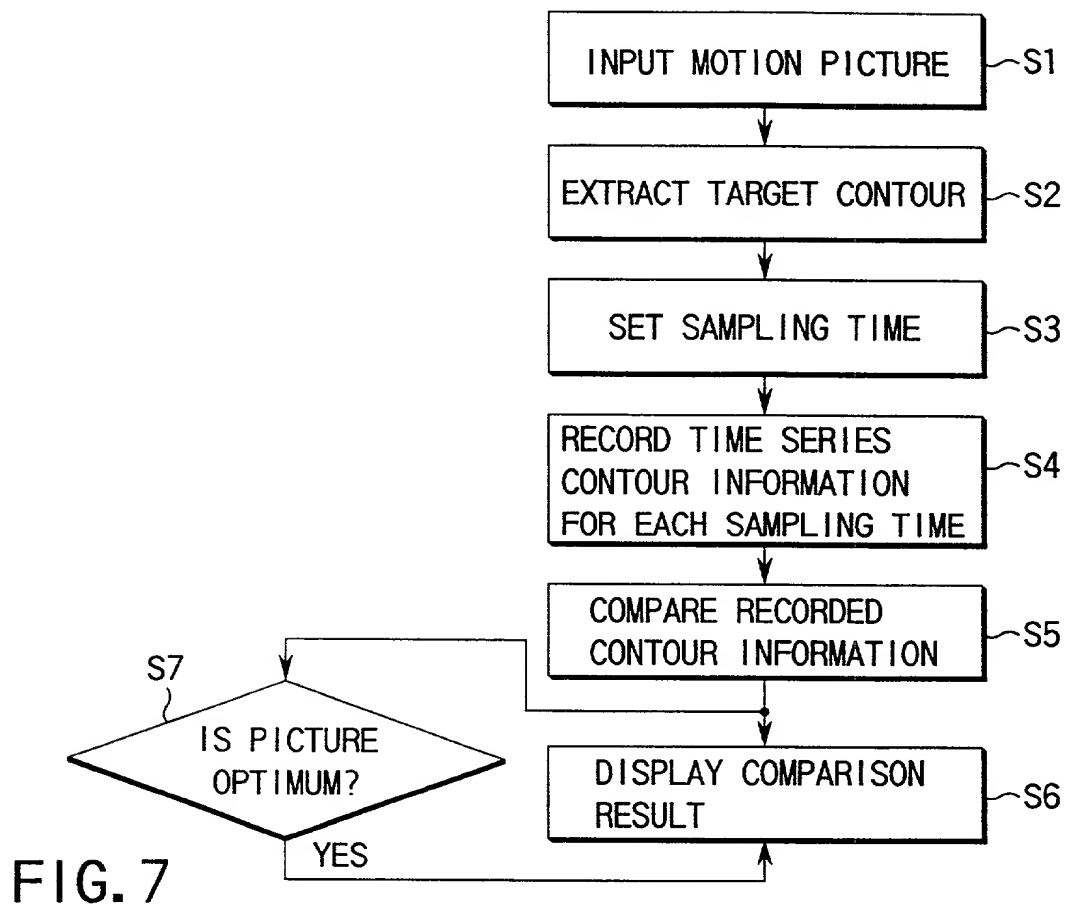 INPUT MOTION PICTURE
S1
EXTRACT TARGET CONTOUR
S2
SET SAMPLING TIME
S3
RECORD TIME SERIES
CONTOUR INFORMATION
FOR EACH SAMPLING TIME
S4
COMPARE RECORDED
CONTOUR INFORMATION
S5
S7
IS PICTURE
OPTIMUM?
YES
DISPLAY COMPARISON
RESULT
S6
FIG. 7